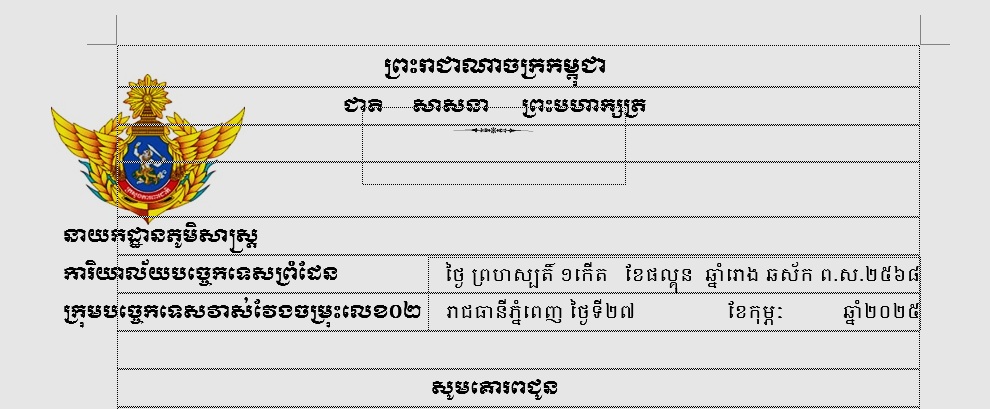 ព្រះរាជាណាចក្រកម្ពុជា
ជាតិ សាសនា ព្រះមហាក្សត្រ
នាយកដ្ឋានភូមិសាស្ត្រ
ការិយាល័យបច្ចេកទេសព្រំដែន
ថ្ងៃ ព្រហស្បតិ៍ ១កើត ខែផល្គុន ឆ្នាំរោង ឆស័ក ព.ស.២៥៦៨
ក្រុមបច្ចេកទេសវាស់វែងចម្រុះលេខ០២
រាជធានីភ្នំពេញ ថ្ងៃទី២៧ ខែកុម្ភៈ ឆ្នាំ២០២៥
សូមគោរពជូន